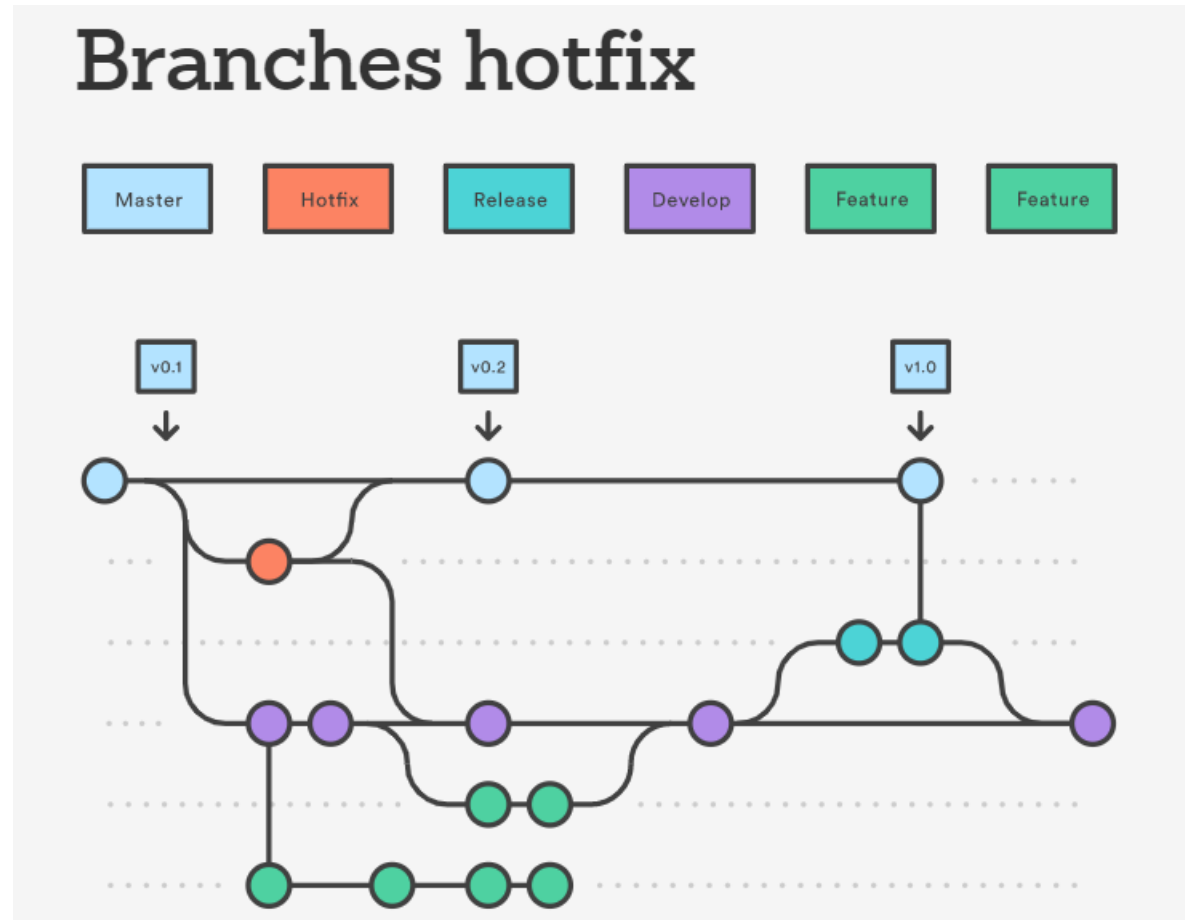 Branches hotfix
Master Hotfix Release Develop Feature Feature
v0.1 v0.2 v1.0